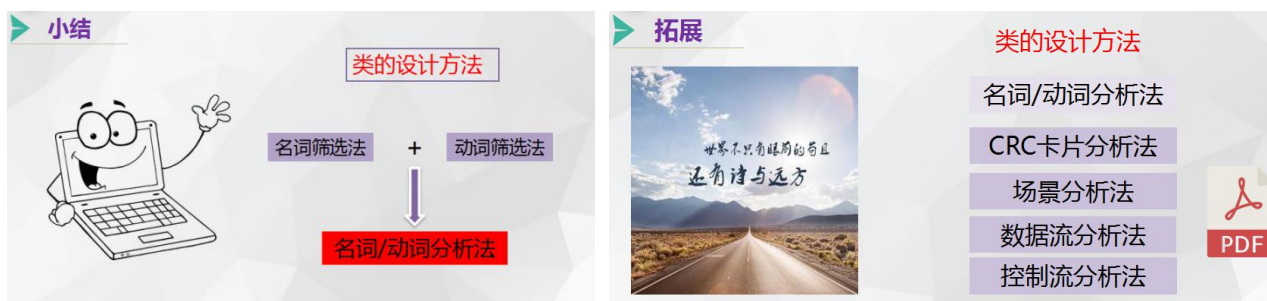 小结
类的设计方法
名词筛选法 + 动词筛选法
名词/动词分析法
拓展
世界不只有眼前的苟且
还有诗与远方
类的设计方法
名词/动词分析法
CRC卡片分析法
场景分析法
数据流分析法
控制流分析法
PDF